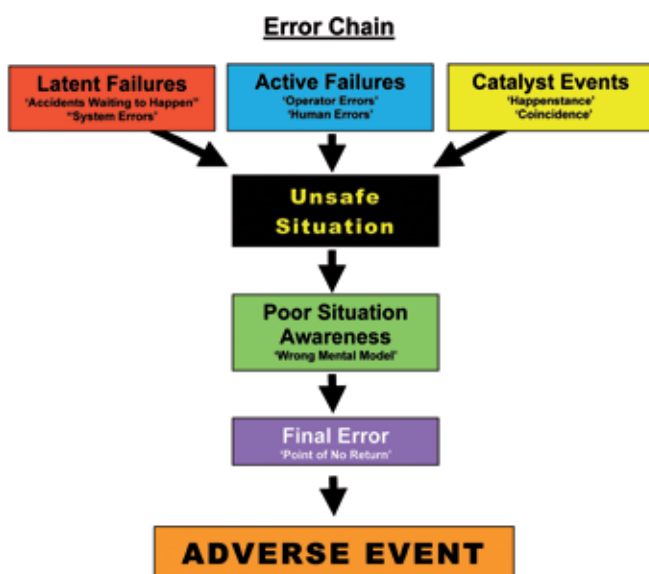 Error Chain
Latent Failures
'Accidents Waiting to Happen"
"System Errors'
Active Failures
'Operator Errors'
'Human Errors'
Catalyst Events
'Happenstance'
'Coincidence'
Unsafe
Situation
Poor Situation
Awareness
'Wrong Mental Model'
Final Error
'Point of No Return'
ADVERSE EVENT